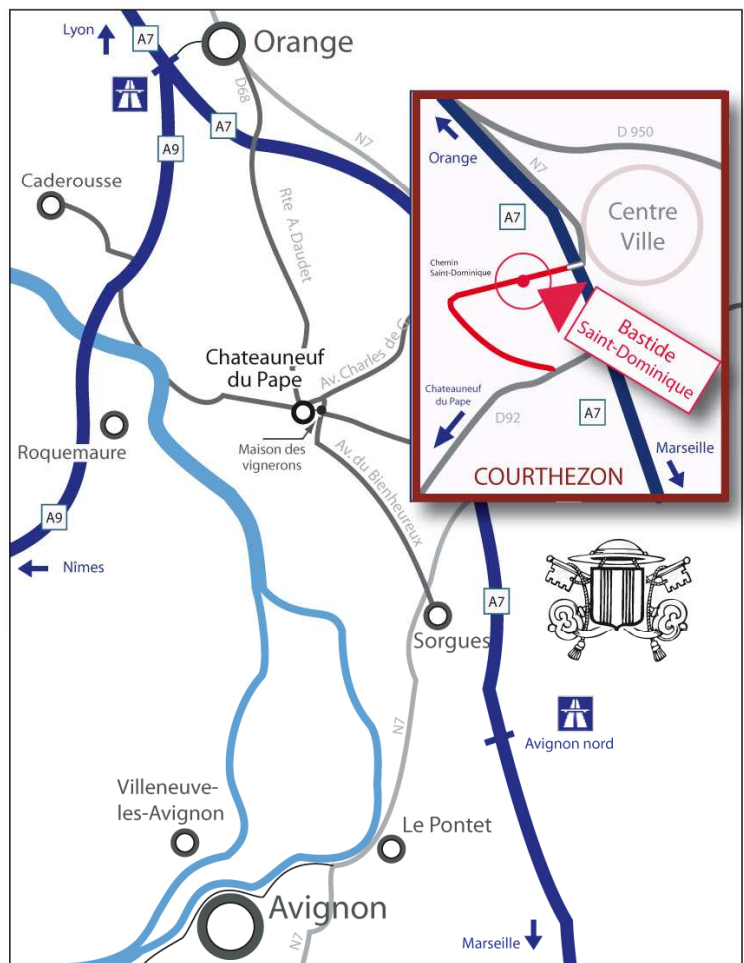 Lyon
A7
Orange
D68
A7
N7
A9
Caderousse
Rte A. Daudet
Chateauneuf
du Pape
Av. Charles de G
Maison des
vignerons
Roquemaure
Av. du Bienheureux
A9
Nîmes
A7
Sorgues
Avignon nord
N7
Villeneuve-
les-Avignon
Le Pontet
Avignon
N7
Marseille
D 950
Orange
N7
A7
Centre
Ville
Chemin
Saint-Dominique
Bastide
Saint-Dominique
Chateauneuf
du Pape
D92
A7
Marseille
COURTHEZON